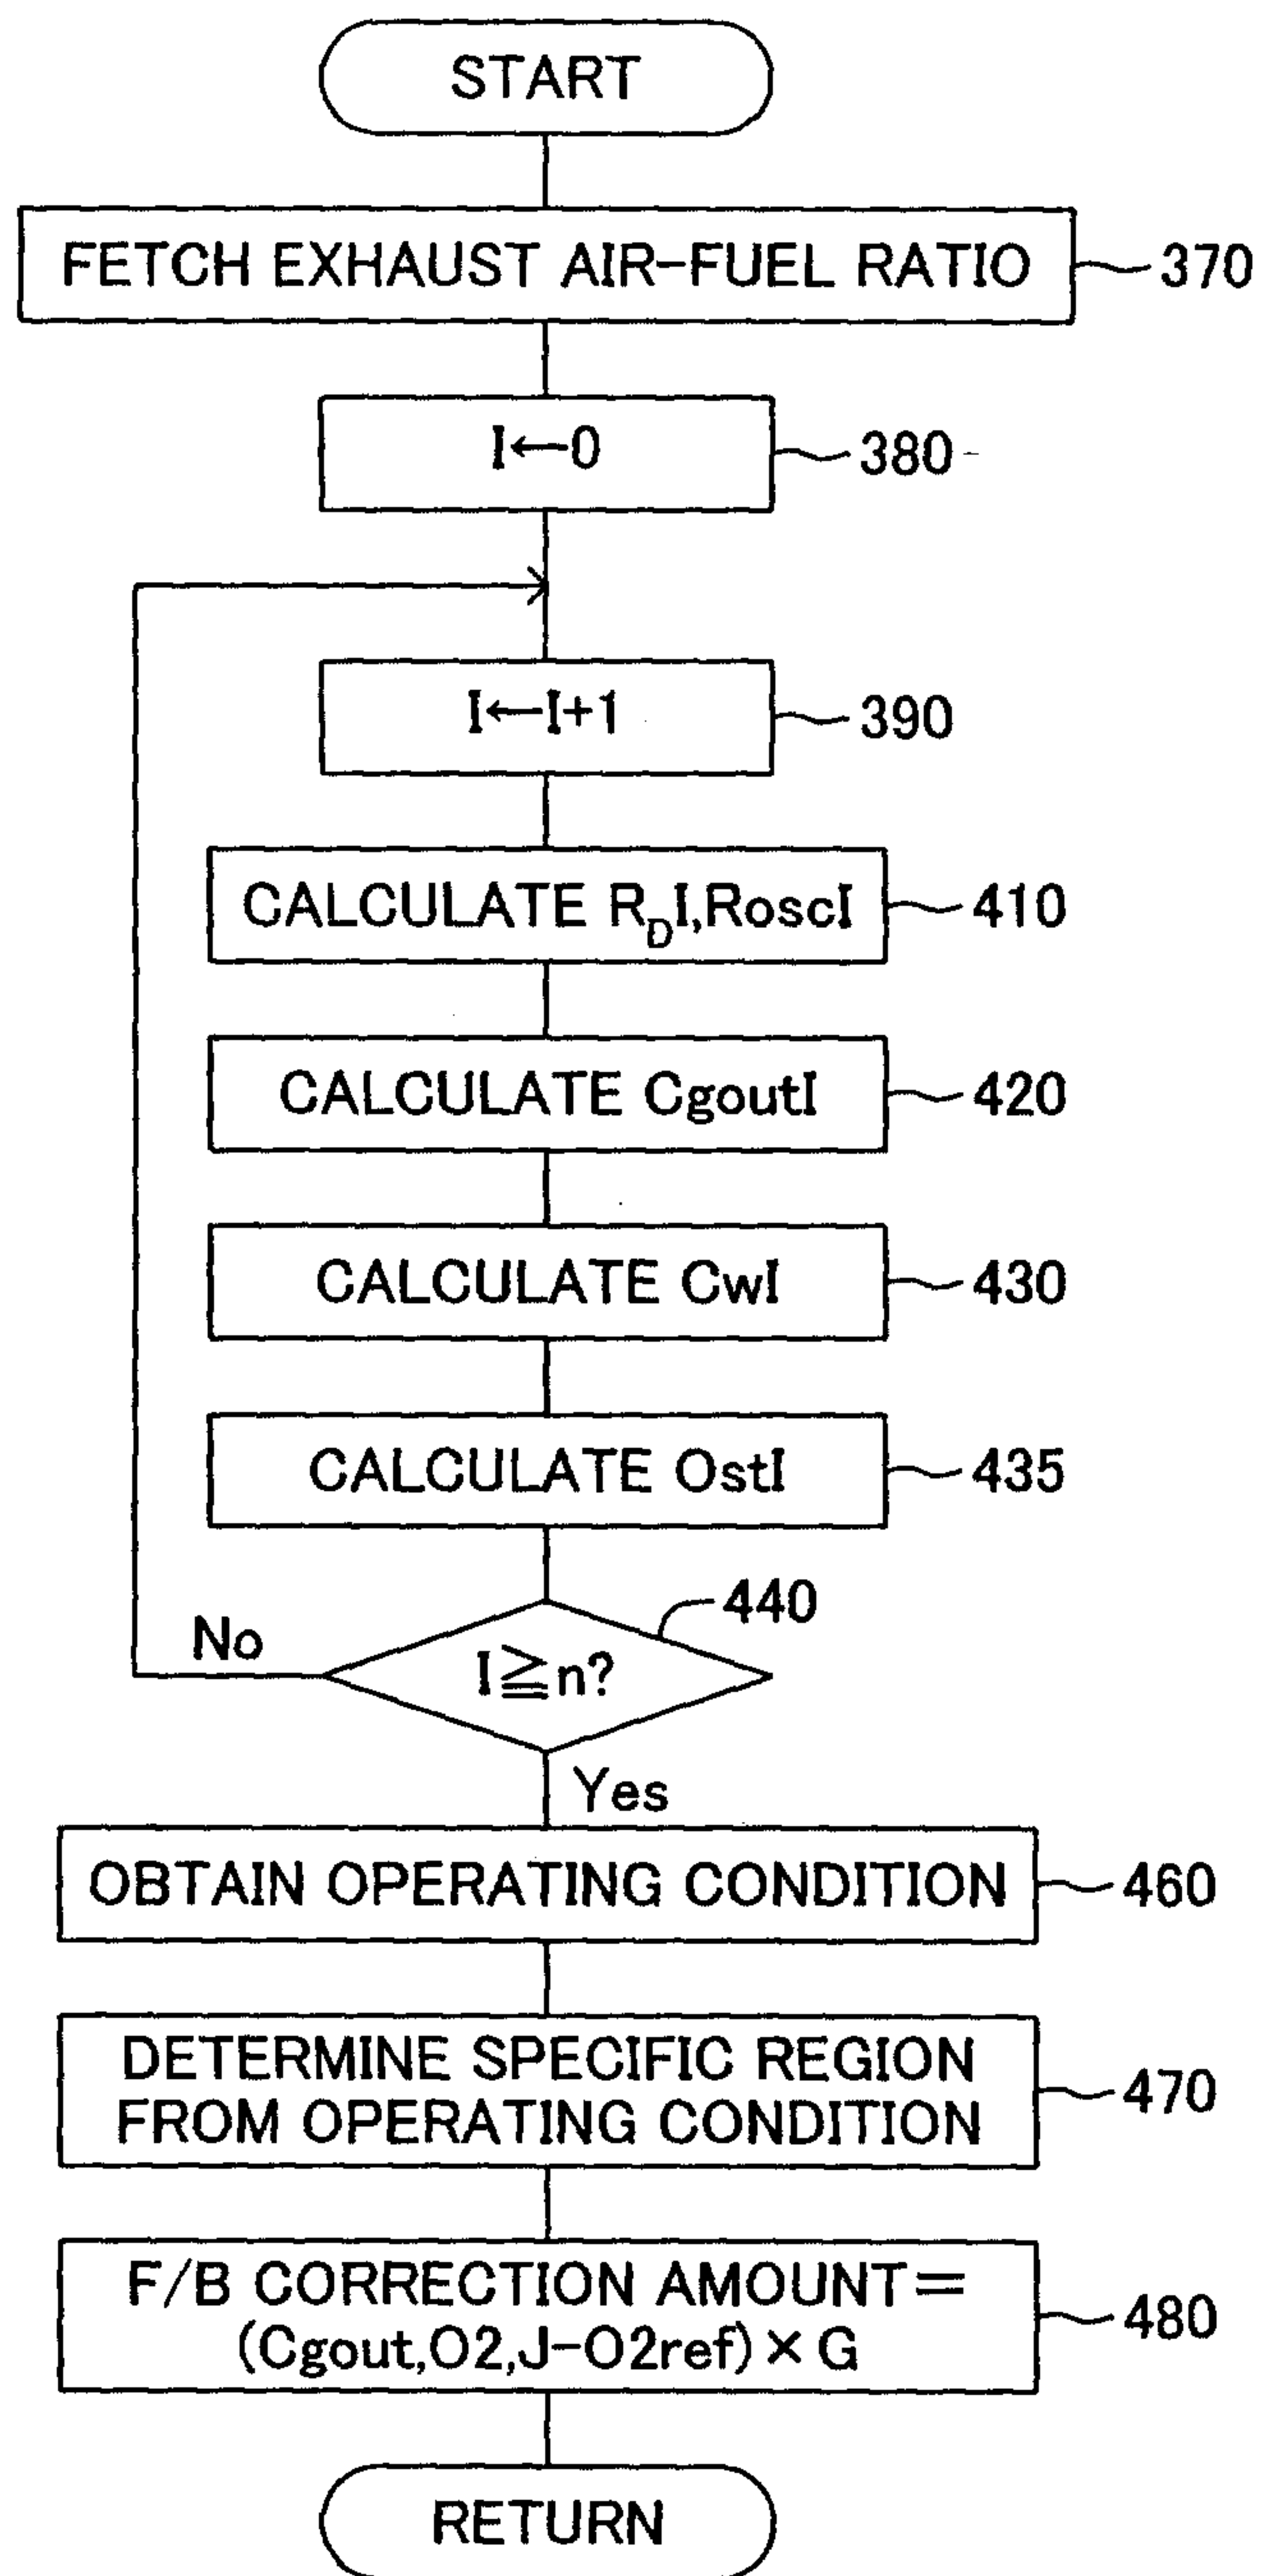 START
FETCH EXHAUST AIR-FUEL RATIO
370
I←0
380
I←I+1
390
CALCULATE RDI,RoscI
410
CALCULATE CgoutI
420
CALCULATE CwI
430
CALCULATE OstI
435
440
No
I≧n?
Yes
OBTAIN OPERATING CONDITION
460
DETERMINE SPECIFIC REGION
FROM OPERATING CONDITION
470
F/B CORRECTION AMOUNT=
(Cgout,O2,J-O2ref)×G
480
RETURN